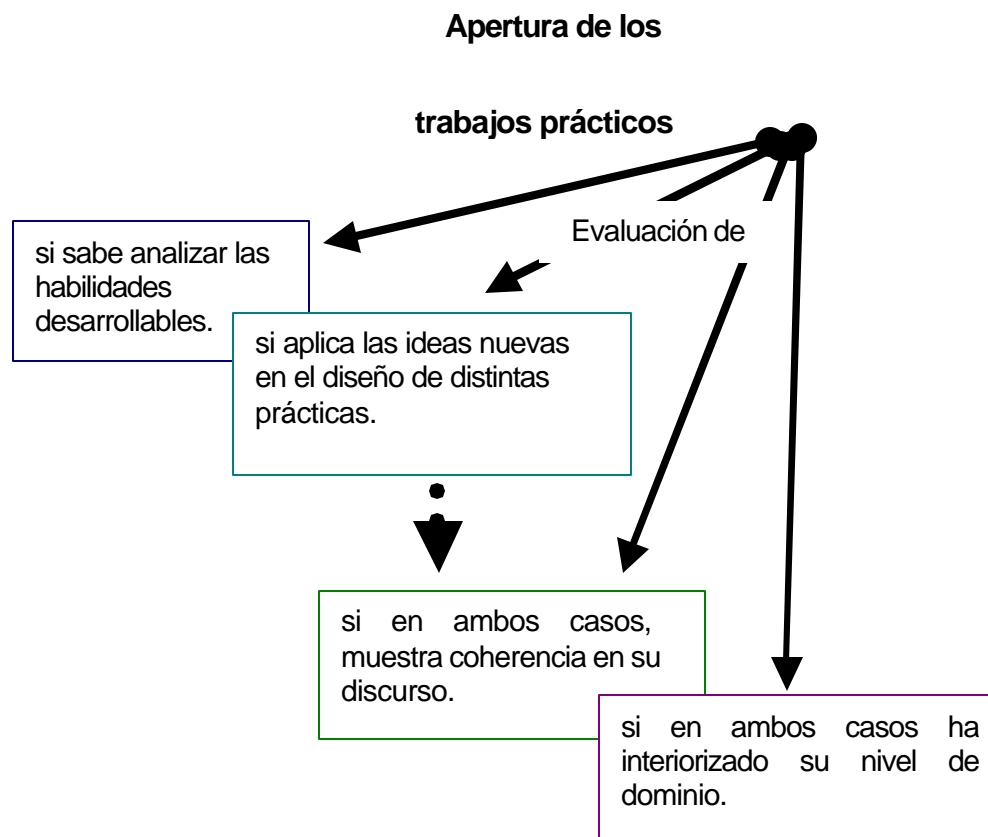 Apertura de los
trabajos prácticos
Evaluación de
si sabe analizar las
habilidades
desarrollables.
si aplica las ideas nuevas
en el diseño de distintas
prácticas.
si en ambos casos,
muestra coherencia en su
discurso.
si en ambos casos ha
interiorizado su nivel de
dominio.